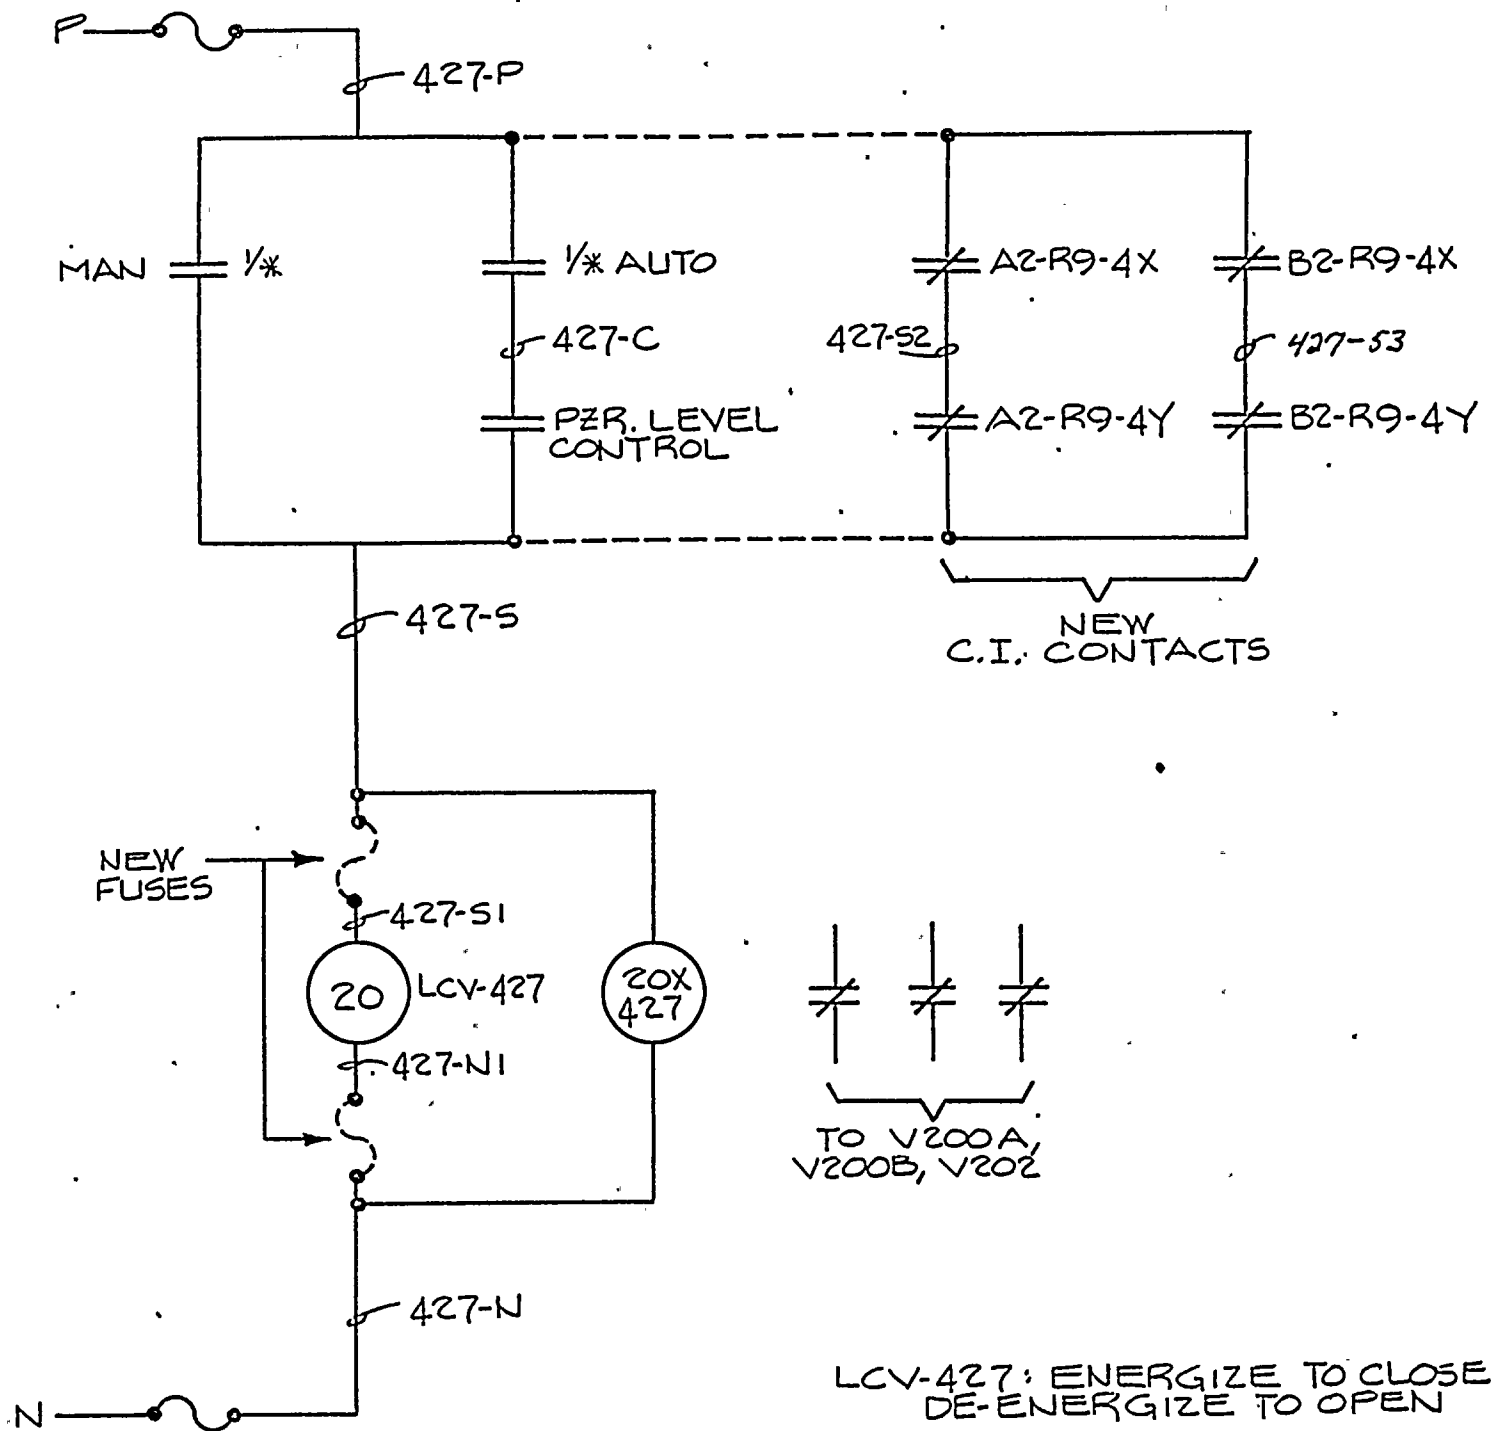 P
427-P
MAN
1/*
1/* AUTO
A2-R9-4X
B2-R9-4X
427-C
427-S2
427-53
PZR. LEVEL
CONTROL
A2-R9-4Y
B2-R9-4Y
427-S
NEW
C.I. CONTACTS
NEW
FUSES
427-S1
20
LCV-427
20X
427
427-N1
TO V200A,
V200B, V202
427-N
N
LCV-427: ENERGIZE TO CLOSE
DE-ENERGIZE TO OPEN